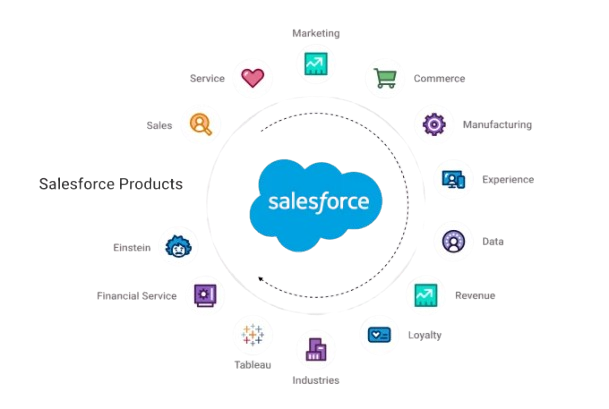 Marketing
Service
Commerce
Sales
Manufacturing
Salesforce Products
Experience
salesforce
Einstein
Data
Financial Service
Revenue
Loyalty
Tableau
Industries